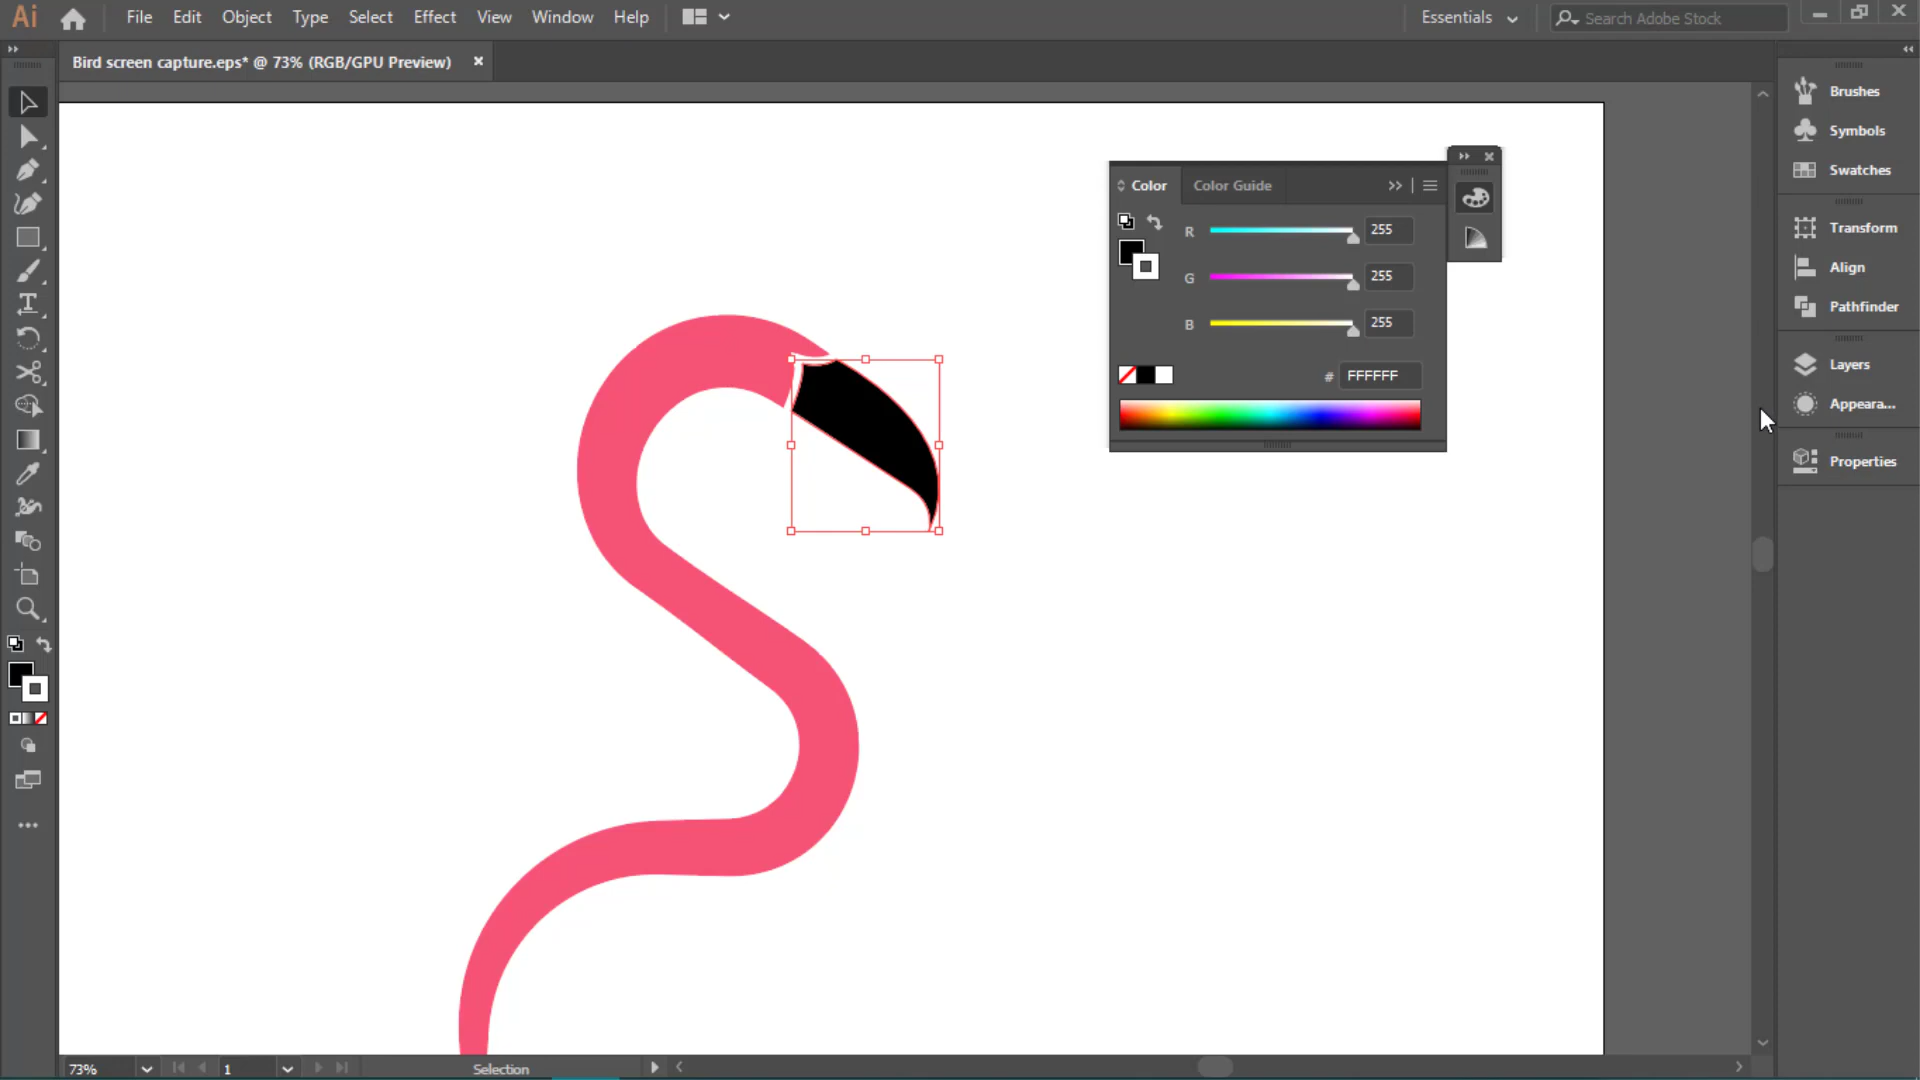 Ai File Edit Object Type Select Effect View Window Help Essentials Search Adobe Stock
Bird screen capture.eps* @ 73% (RGB/GPU Preview)
Brushes
Symbols
Swatches
Transform
Align
Pathfinder
Layers
Appeara...
Properties
Color Color Guide
R 255
G 255
B 255
# FFFFFF
T
73% 1 Selection